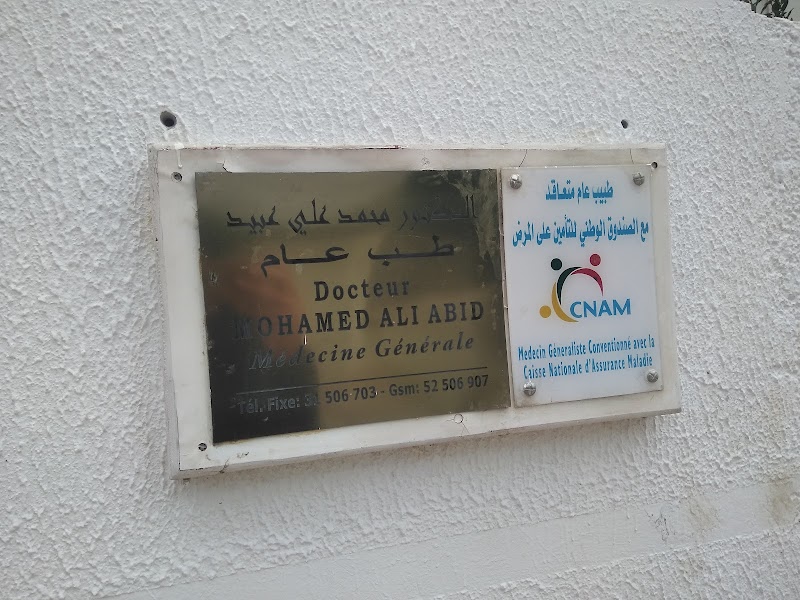 الدكتور محمد علي عبيد
طب عام
Docteur
MOHAMED ALI ABID
Médecine Générale
Tél. Fixe: 31 506 703 - Gsm: 52 506 907
طبيب عام متعاقد
مع الصندوق الوطني للتأمين على المرض
CNAM
Medecin Generaliste Conventionné avec la
Caisse Nationale d'Assurance Maladie